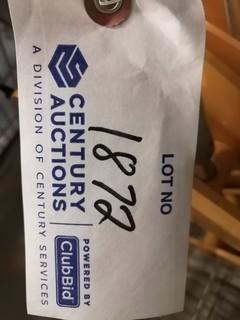 CENTURY
AUCTIONS
A DIVISION OF CENTURY SERVICES
POWERED BY
ClubBid
LOT NO
1872